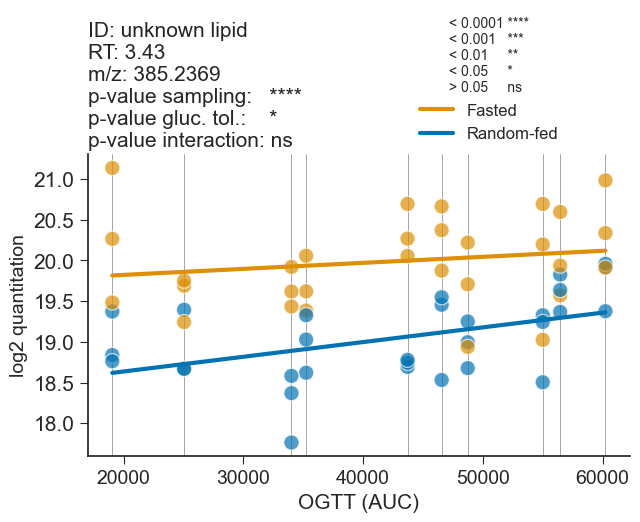 ID: unknown lipid
RT: 3.43
m/z: 385.2369
p-value sampling: ****
p-value gluc. tol.: *
p-value interaction: ns
< 0.0001 ****
< 0.001 ***
< 0.01 **
< 0.05 *
> 0.05 ns
Fasted
Random-fed
log2 quantitation
21.0
20.5
20.0
19.5
19.0
18.5
18.0
20000 30000 40000 50000 60000
OGTT (AUC)